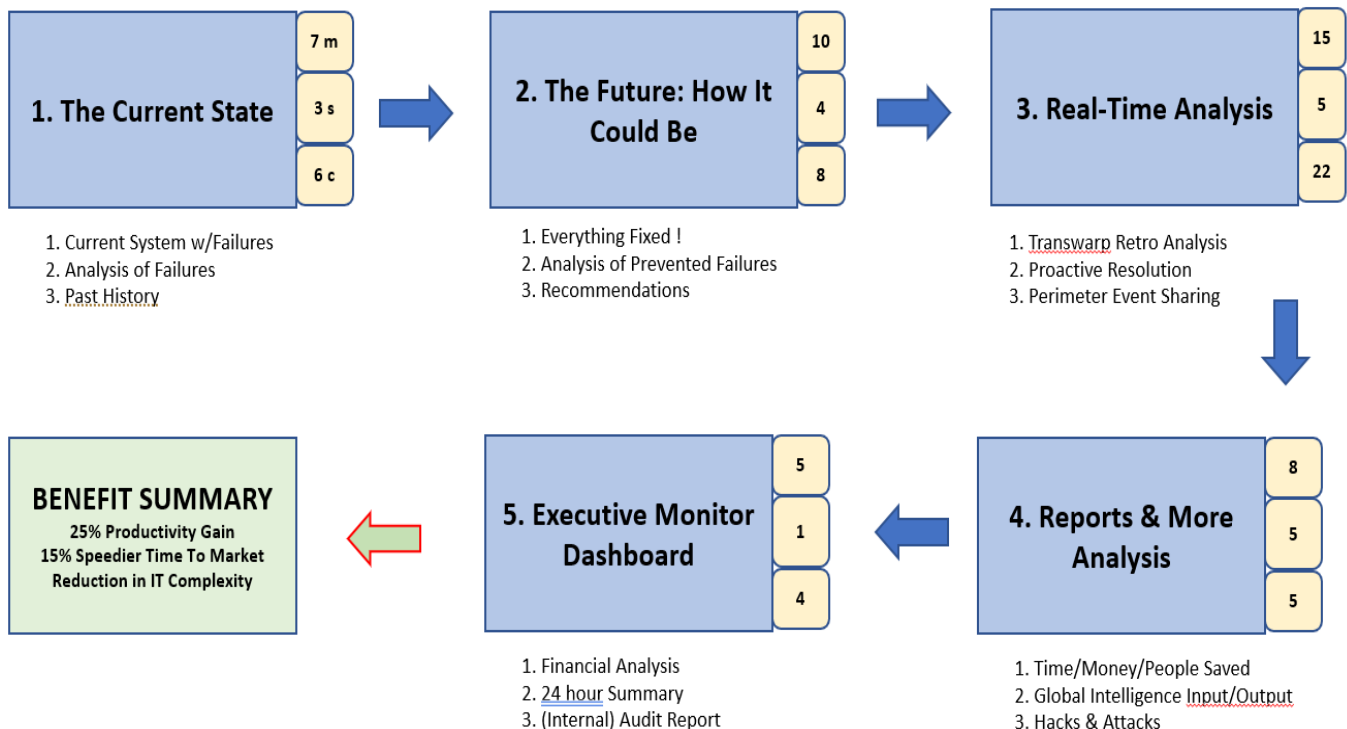 1. The Current State
7 m
3 s
6 c
1. Current System w/Failures
2. Analysis of Failures
3. Past History
2. The Future: How It
Could Be
10
4
8
1. Everything Fixed !
2. Analysis of Prevented Failures
3. Recommendations
3. Real-Time Analysis
15
5
22
1. Transwarp Retro Analysis
2. Proactive Resolution
3. Perimeter Event Sharing
4. Reports & More
Analysis
8
5
5
1. Time/Money/People Saved
2. Global Intelligence Input/Output
3. Hacks & Attacks
5. Executive Monitor
Dashboard
5
1
4
1. Financial Analysis
2. 24 hour Summary
3. (Internal) Audit Report
BENEFIT SUMMARY
25% Productivity Gain
15% Speedier Time To Market
Reduction in IT Complexity